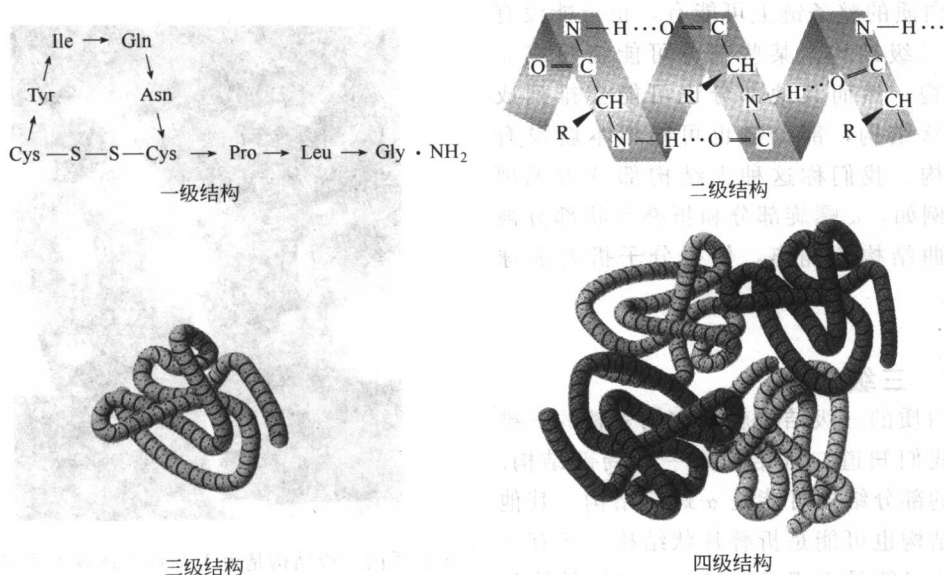 Ile → Gln
Tyr Asn
Cys — S — S — Cys → Pro → Leu → Gly · NH₂
一级结构
N — H ··· O = C
O = C
CH
R
N — H ··· O = C
CH
R
N — H ··· O = C
N — H ···
CH
R
N
二级结构
三级结构
四级结构